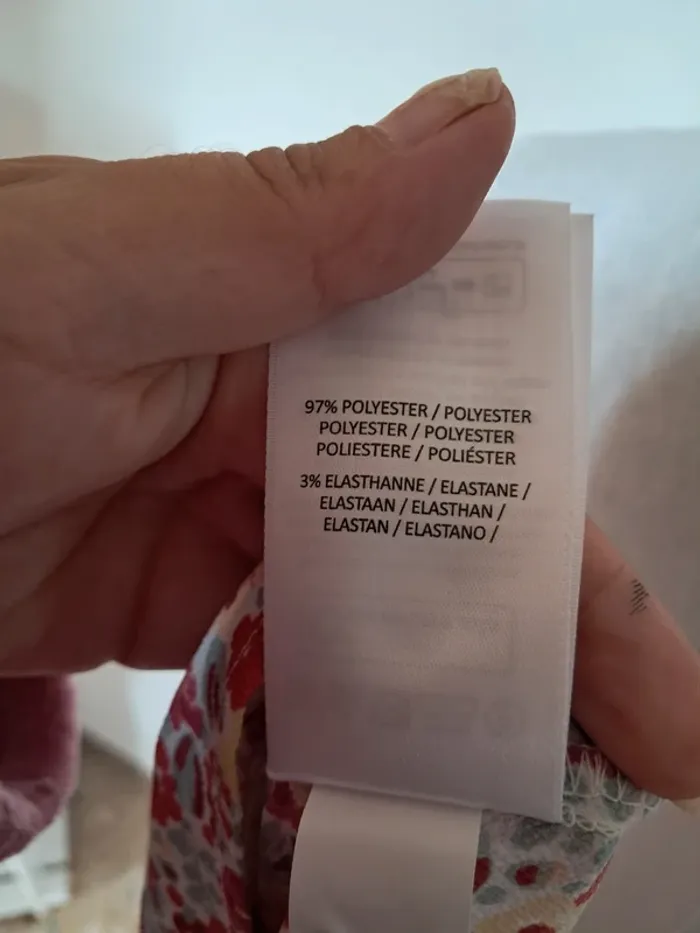 97% POLYESTER / POLYESTER
POLYESTER / POLYESTER
POLIESTERE / POLIÉSTER
3% ELASTHANNE / ELASTANE /
ELASTAAN / ELASTHAN /
ELASTAN / ELASTANO /